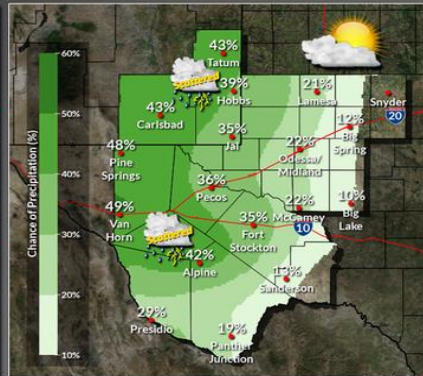 60%
50%
40%
30%
20%
10%
Chance of Precipitation (%)
43%
Tatum
Scattered
39%
Hobbs
21%
Lamesa
Snyder
20
43%
Carlsbad
12%
Big
Spring
35%
Jal
48%
Pine
Springs
22%
Odessa/
Midland
36%
Pecos
49%
Van
Horn
22%
McCamey
10%
Big
Lake
Scattered
35%
Fort
Stockton
10
42%
Alpine
13%
Sanderson
29%
Presidio
19%
Panther
Junction